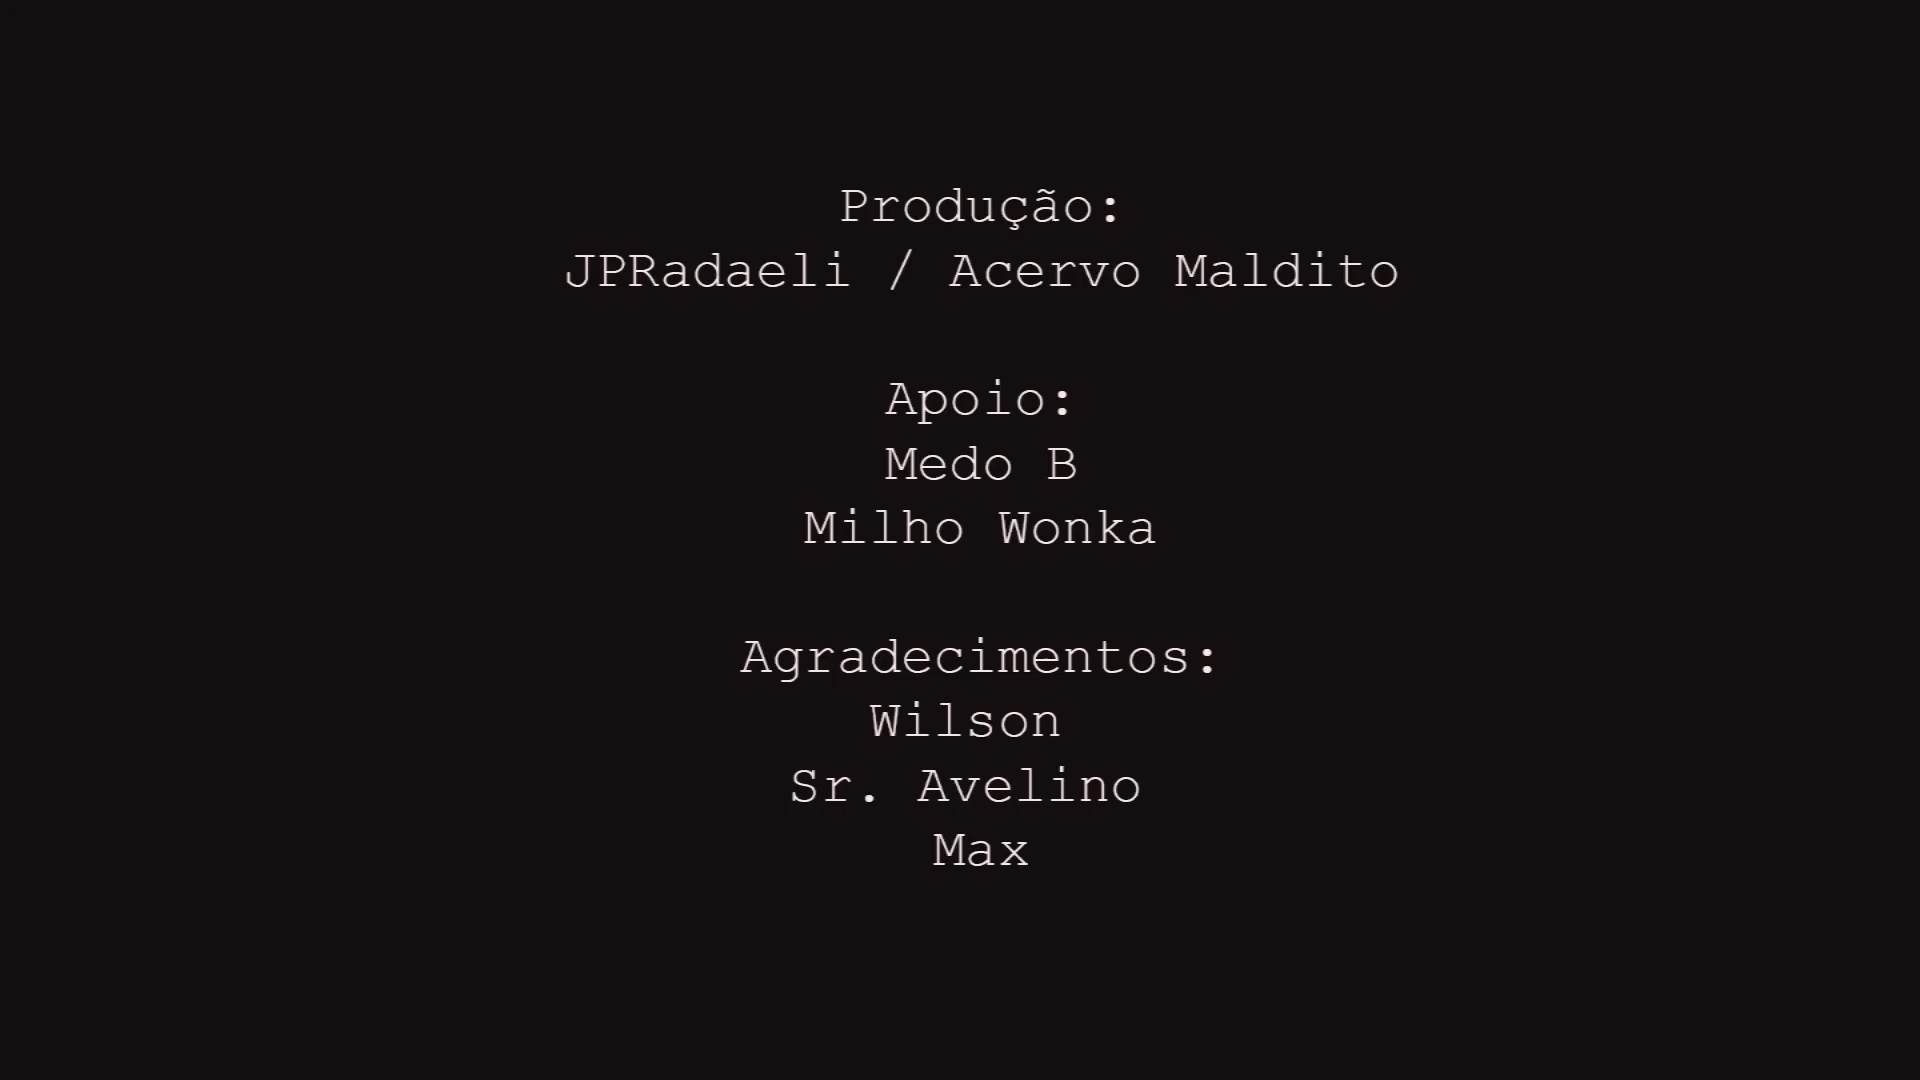 Produção:
JPRadaeli / Acervo Maldito
Apoio:
Medo B
Milho Wonka
Agradecimentos:
Wilson
Sr. Avelino
Max